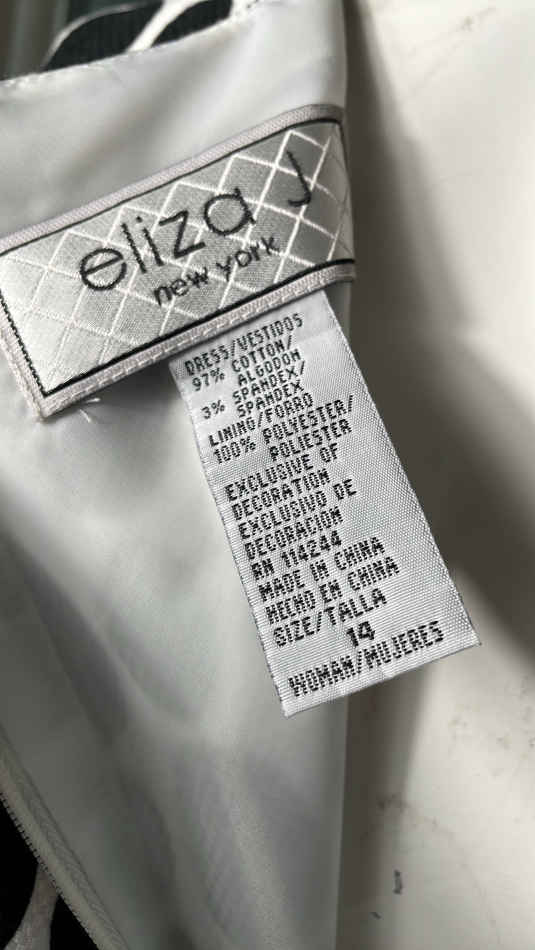 eliza J
new york
DRESS/VESTIDOS
97% COTTON/
ALGODON
3% SPANDEX/
SPANDEX
LINING/FORRO
100% POLYESTER/
POLIESTER
EXCLUSIVE OF
DECORATION
EXCLUSIVO DE
DECORACION
RN 114244
MADE IN CHINA
HECHO EN CHINA
SIZE/TALLA
14
WOMAN/MUJERES